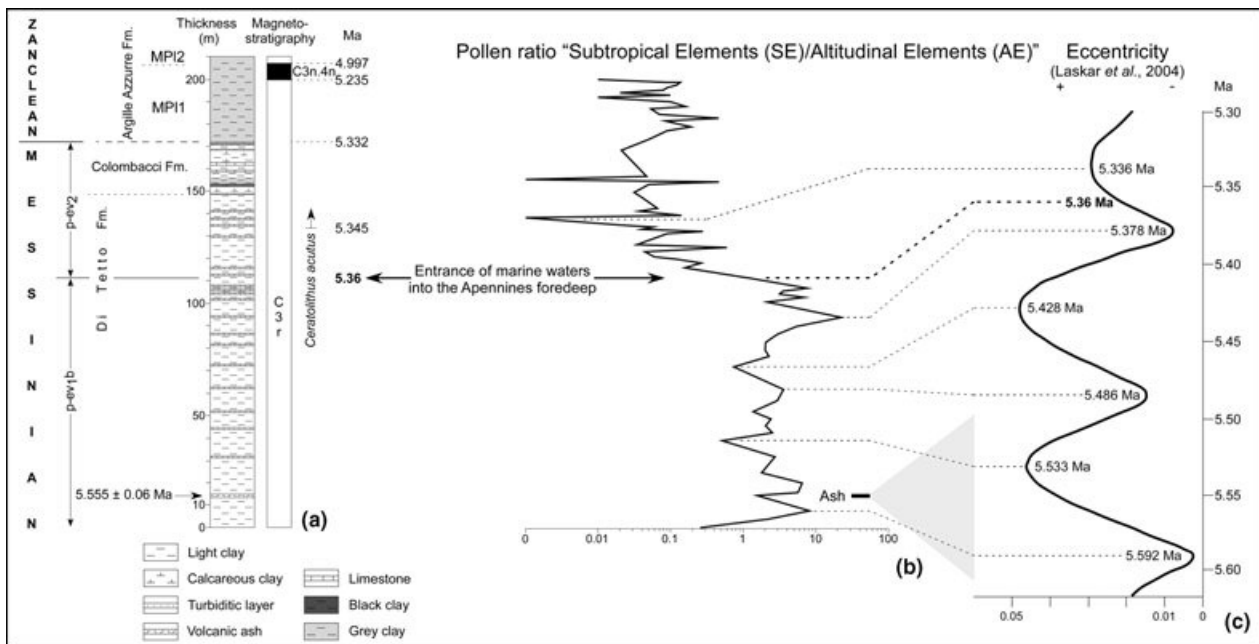 ZANCLEAN
MESSINIAN
p-ev2
p-ev1b
Argille Azzurre Fm.
MPl2
MPl1
Colombacci Fm.
Di Tetto Fm.
5.555 ± 0.06 Ma
Thickness
(m)
200
150
100
50
10
0
Magneto-
stratigraphy
C3n.4n
C3r
Ceratolithus acutus
Ma
4.997
5.235
5.332
5.345
5.36
(a)
Light clay
Calcareous clay
Turbiditic layer
Volcanic ash
Limestone
Black clay
Grey clay
Pollen ratio “Subtropical Elements (SE)/Altitudinal Elements (AE)”
Entrance of marine waters
into the Apennines foredeep
Ash
0 0.01 0.1 1 10 100
(b)
Eccentricity
(Laskar et al., 2004)
+ -
Ma
5.30
5.35
5.40
5.45
5.50
5.55
5.60
5.336 Ma
5.36 Ma
5.378 Ma
5.428 Ma
5.486 Ma
5.533 Ma
5.592 Ma
0.05 0.01 0
(c)